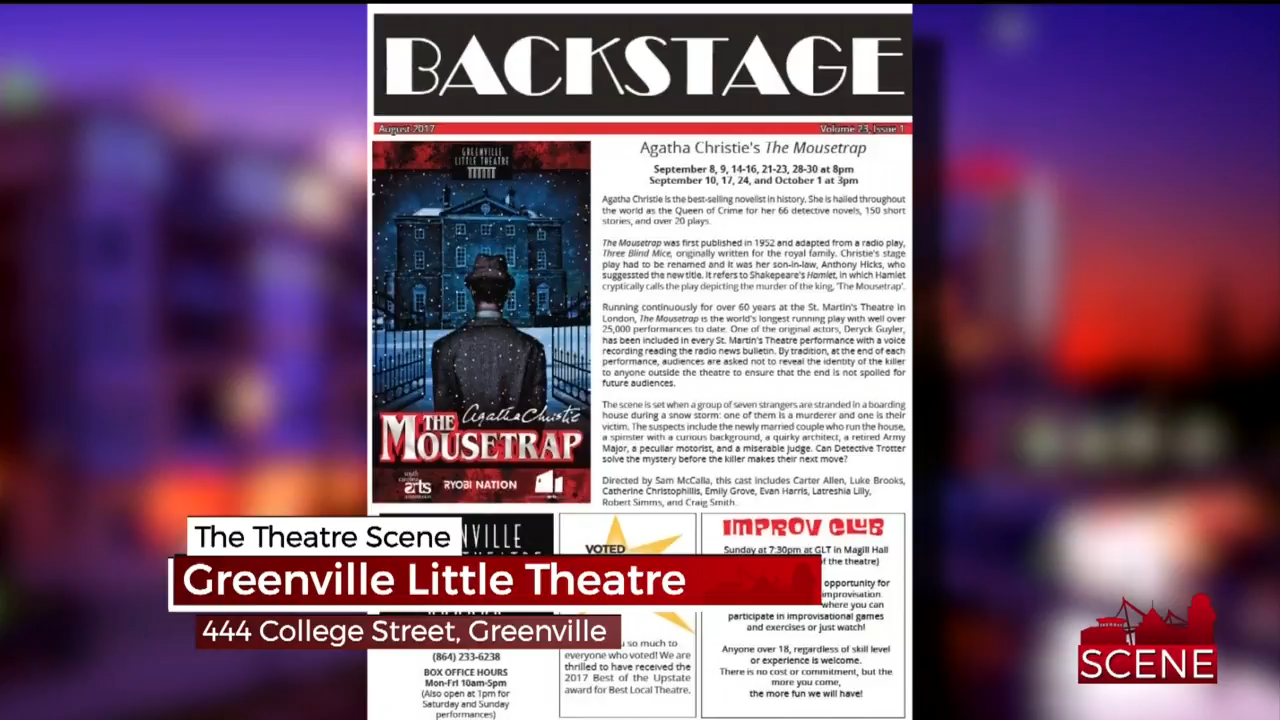 BACKSTAGE
August 2017
Volume 23, Issue 1
GREENVILLE
LITTLE THEATRE
Agatha Christie
THE
MOUSETRAP
south
carolina
arts
commission
RYOBI NATION
Agatha Christie's The Mousetrap
September 8, 9, 14-16, 21-23, 28-30 at 8pm
September 10, 17, 24, and October 1 at 3pm
Agatha Christie is the best-selling novelist in history. She is hailed throughout
the world as the Queen of Crime for her 66 detective novels, 150 short
stories, and over 20 plays.
The Mousetrap was first published in 1952 and adapted from a radio play,
Three Blind Mice, originally written for the royal family. Christie's stage
play had to be renamed and it was her son-in-law, Anthony Hicks, who
suggessted the new title. It refers to Shakepeare's Hamlet, in which Hamlet
cryptically calls the play depicting the murder of the king, 'The Mousetrap'.
Running continuously for over 60 years at the St. Martin's Theatre in
London, The Mousetrap is the world's longest running play with well over
25,000 performances to date. One of the original actors, Deryck Guyler,
has been included in every St. Martin's Theatre performance with a voice
recording reading the radio news bulletin. By tradition, at the end of each
performance, audiences are asked not to reveal the identity of the killer
to anyone outside the theatre to ensure that the end is not spoiled for
future audiences.
The scene is set when a group of seven strangers are stranded in a boarding
house during a snow storm: one of them is a murderer and one is their
victim. The suspects include the newly married couple who run the house,
a spinster with a curious background, a quirky architect, a retired Army
Major, a peculiar motorist, and a miserable judge. Can Detective Trotter
solve the mystery before the killer makes their next move?
Directed by Sam McCalla, this cast includes Carter Allen, Luke Brooks,
Catherine Christophillis, Emily Grove, Evan Harris, Latreshia Lilly,
Robert Simms, and Craig Smith.
NVILLE
(864) 233-6238
BOX OFFICE HOURS
Mon-Fri 10am-5pm
(Also open at 1pm for
Saturday and Sunday
performances)
VOTED
u so much to
everyone who voted! We are
thrilled to have received the
2017 Best of the Upstate
award for Best Local Theatre.
IMPROV CLUB
Sunday at 7:30pm at GLT in Magill Hall
of the theatre)
opportunity for
improvisation.
where you can
participate in improvisational games
and exercises or just watch!
Anyone over 18, regardless of skill level
or experience is welcome.
There is no cost or commitment, but the
more you come,
the more fun we will have!
The Theatre Scene
Greenville Little Theatre
444 College Street, Greenville
SCENE